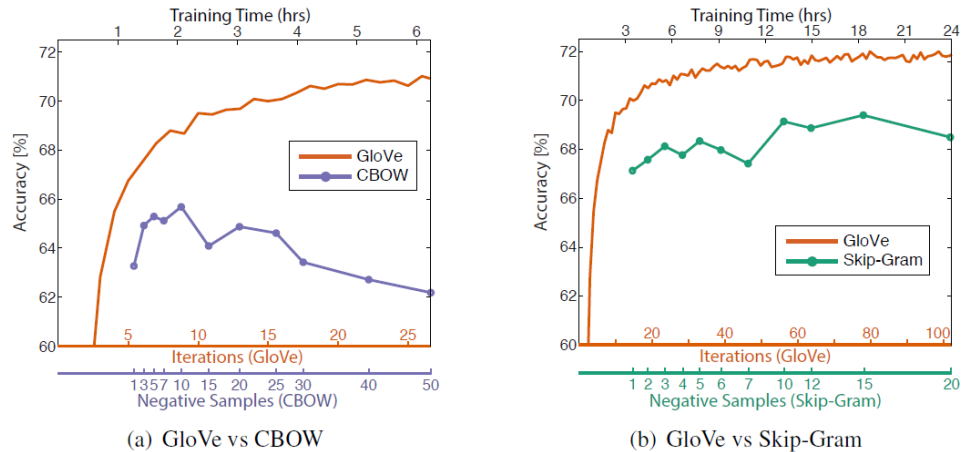 Training Time (hrs)
1 2 3 4 5 6
72
70
68
66
64
62
60
Accuracy [%]
GloVe
CBOW
5 10 15 20 25
Iterations (GloVe)
1 3 5 7 10 15 20 25 30 40 50
Negative Samples (CBOW)
(a) GloVe vs CBOW
Training Time (hrs)
3 6 9 12 15 18 21 24
72
70
68
66
64
62
60
Accuracy [%]
GloVe
Skip-Gram
20 40 60 80 100
Iterations (GloVe)
1 2 3 4 5 6 7 10 12 15 20
Negative Samples (Skip-Gram)
(b) GloVe vs Skip-Gram